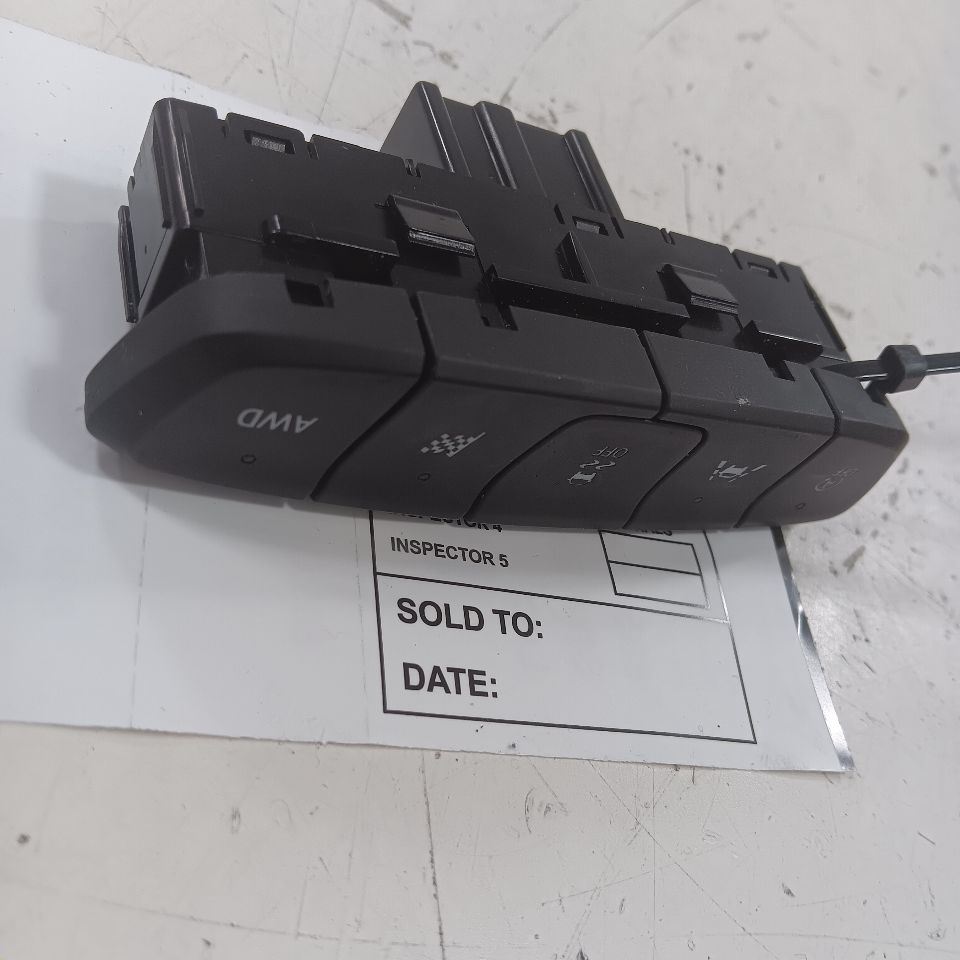 AWD
OFF
INSPECTOR 5
SOLD TO:
DATE: